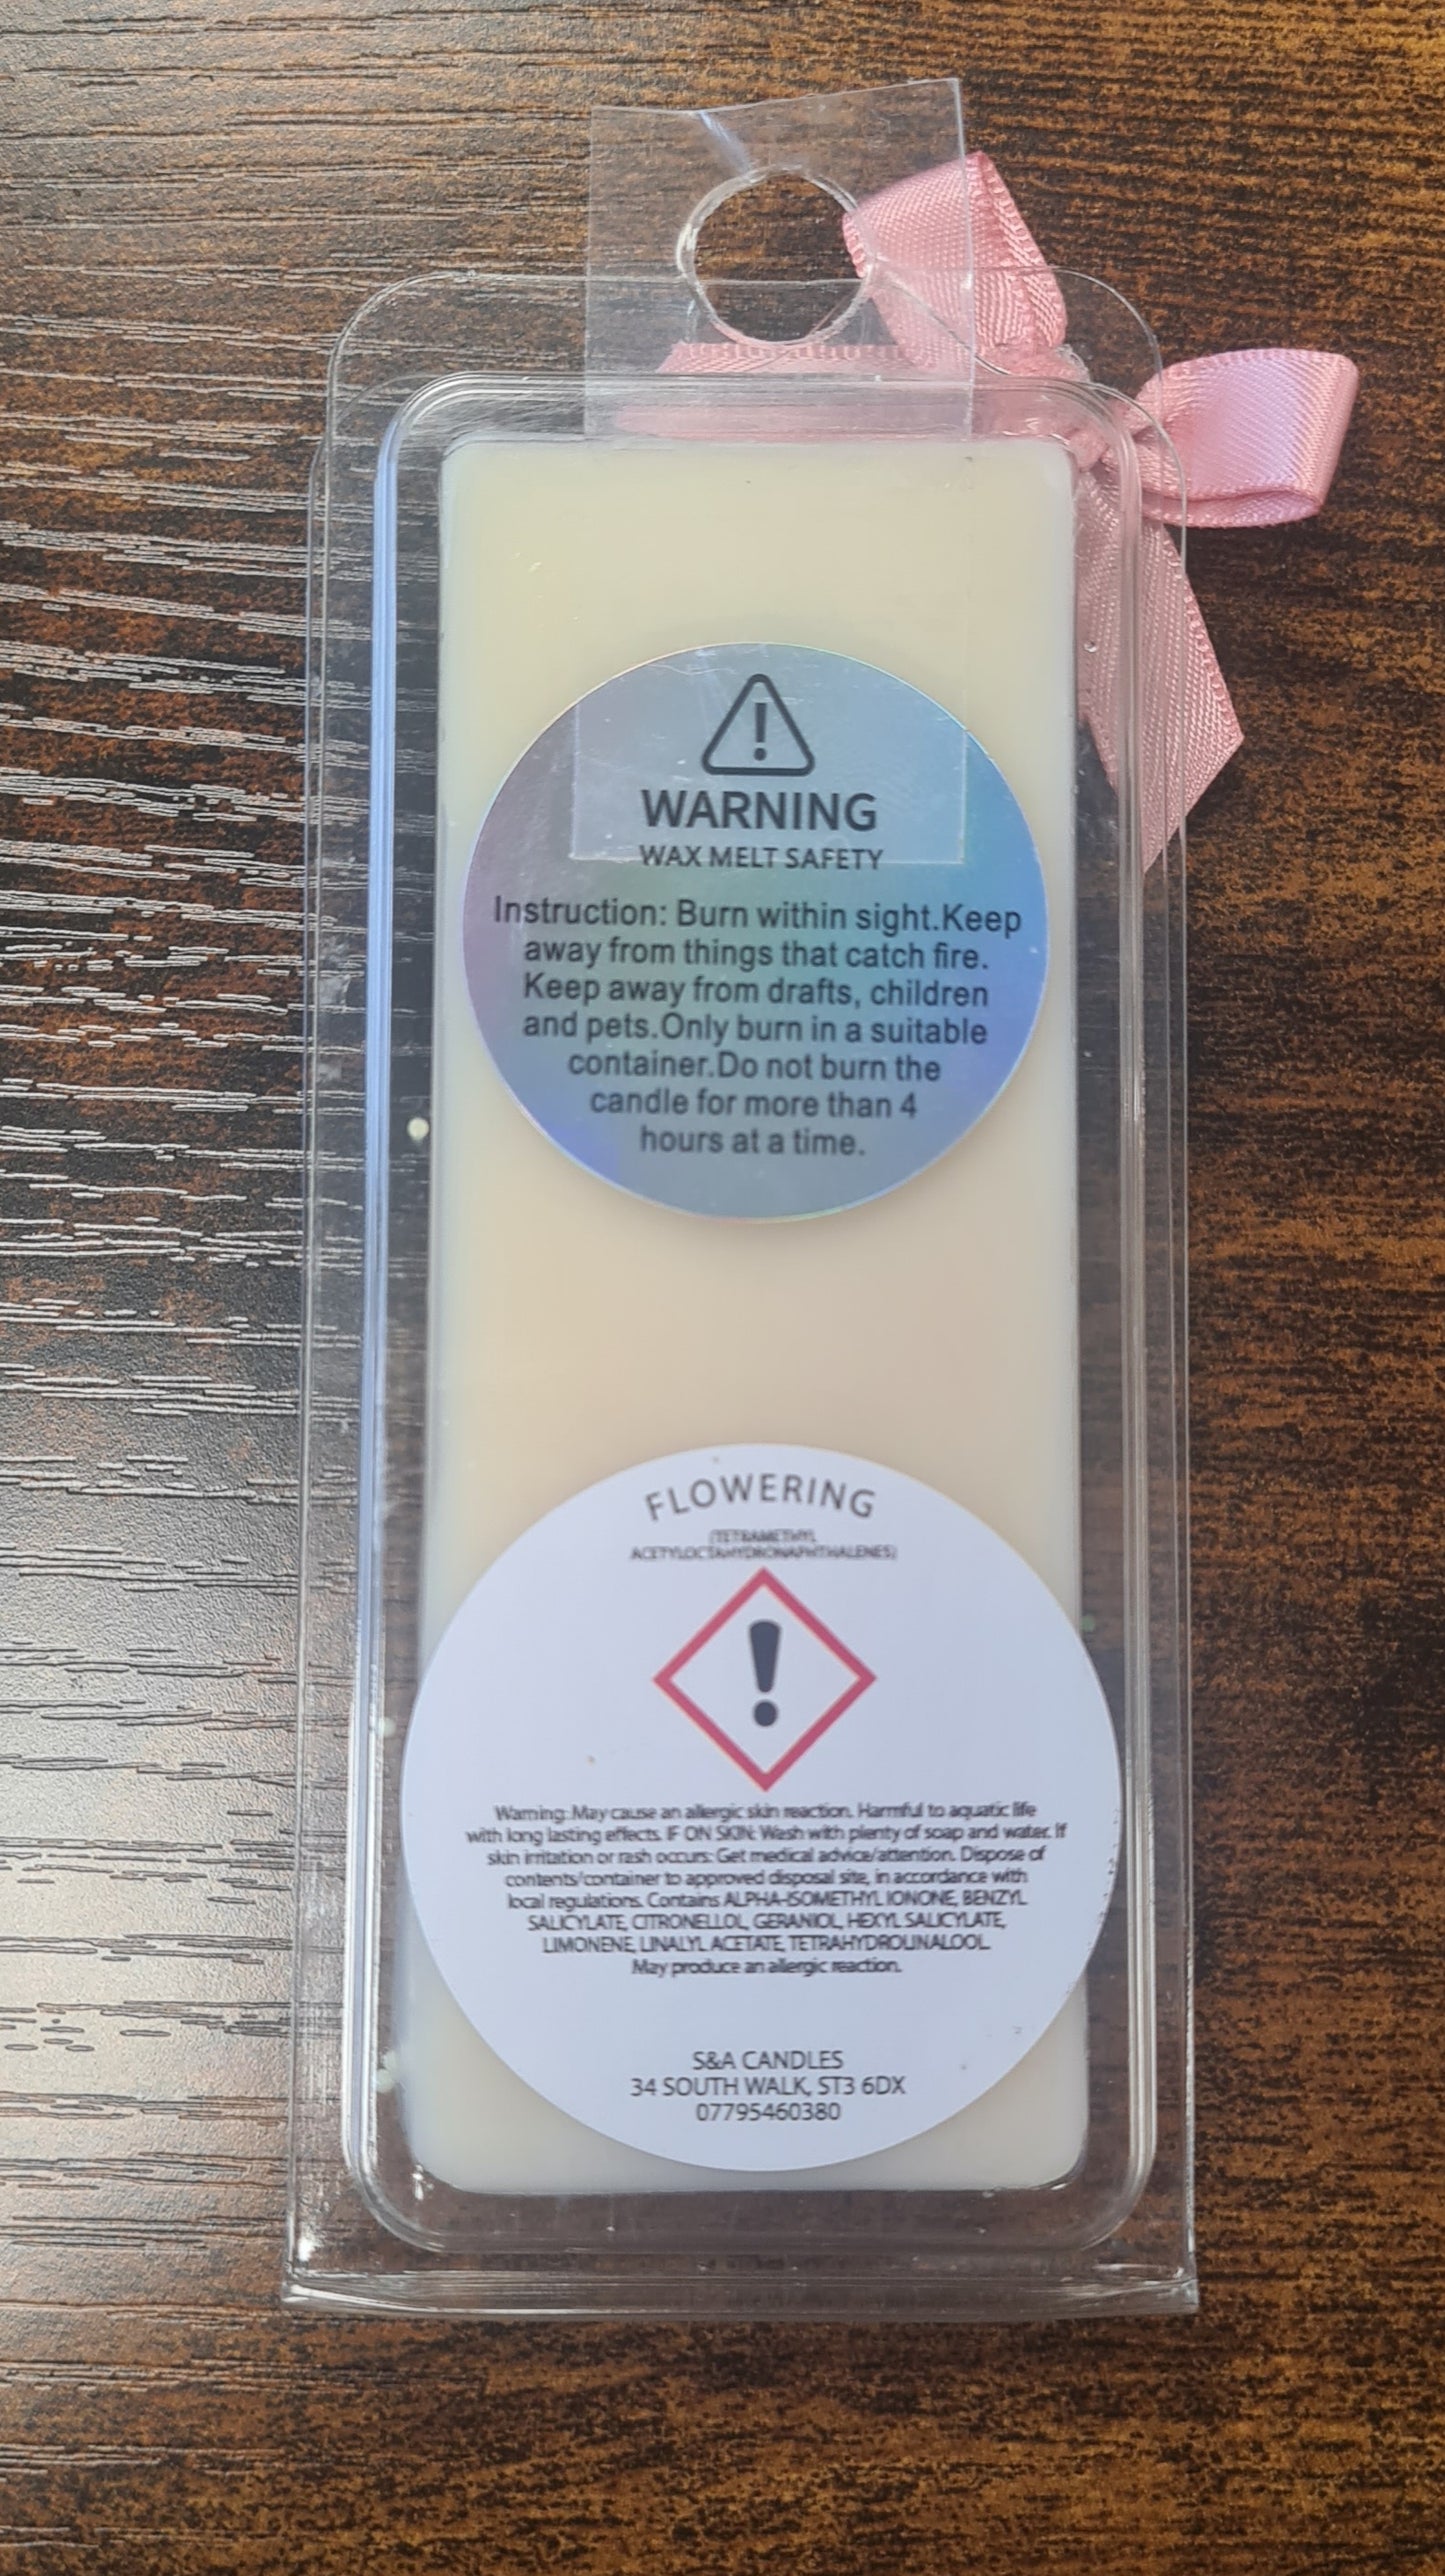 WARNING
WAX MELT SAFETY
Instruction: Burn within sight.Keep
away from things that catch fire.
Keep away from drafts, children
and pets.Only burn in a suitable
container.Do not burn the
candle for more than 4
hours at a time.
FLOWERING
(TETRAMETHYL
ACETYLOCTAHYDRONAPHTHALENES)
Warning: May cause an allergic skin reaction. Harmful to aquatic life
with long lasting effects. IF ON SKIN: Wash with plenty of soap and water. If
skin irritation or rash occurs: Get medical advice/attention. Dispose of
contents/container to approved disposal site, in accordance with
local regulations. Contains ALPHA-ISOMETHYL IONONE, BENZYL
SALICYLATE, CITRONELLOL, GERANIOL, HEXYL SALICYLATE,
LIMONENE, LINALYL ACETATE, TETRAHYDROLINALOOL.
May produce an allergic reaction.
S&A CANDLES
34 SOUTH WALK, ST3 6DX
07795460380